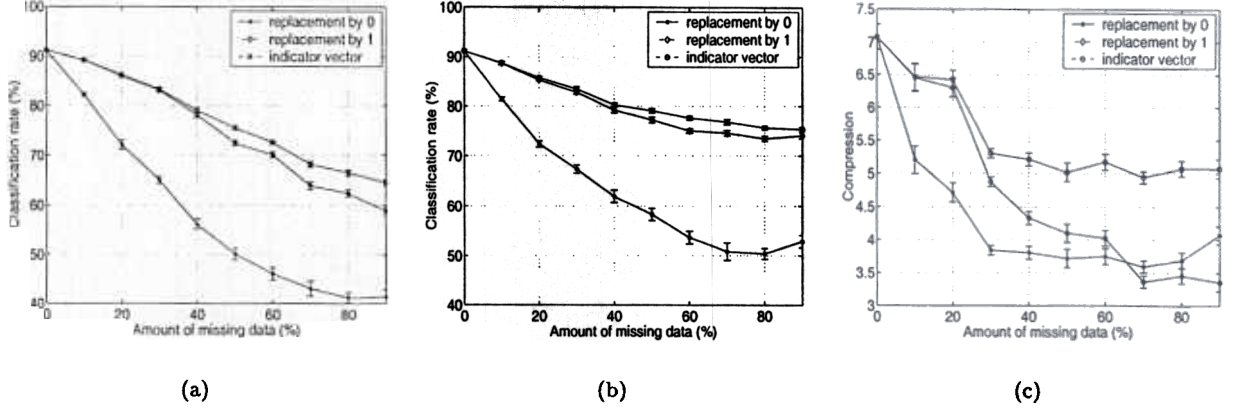 100
90
80
70
60
50
40
0
20
40
60
80
Classification rate (%)
Amount of missing data (%)
replacement by 0
replacement by 1
indicator vector
(a)
100
90
80
70
60
50
40
0
20
40
60
80
Classification rate (%)
Amount of missing data (%)
replacement by 0
replacement by 1
indicator vector
(b)
7.5
7
6.5
6
5.5
5
4.5
4
3.5
3
0
20
40
60
80
Compression
Amount of missing data (%)
replacement by 0
replacement by 1
indicator vector
(c)